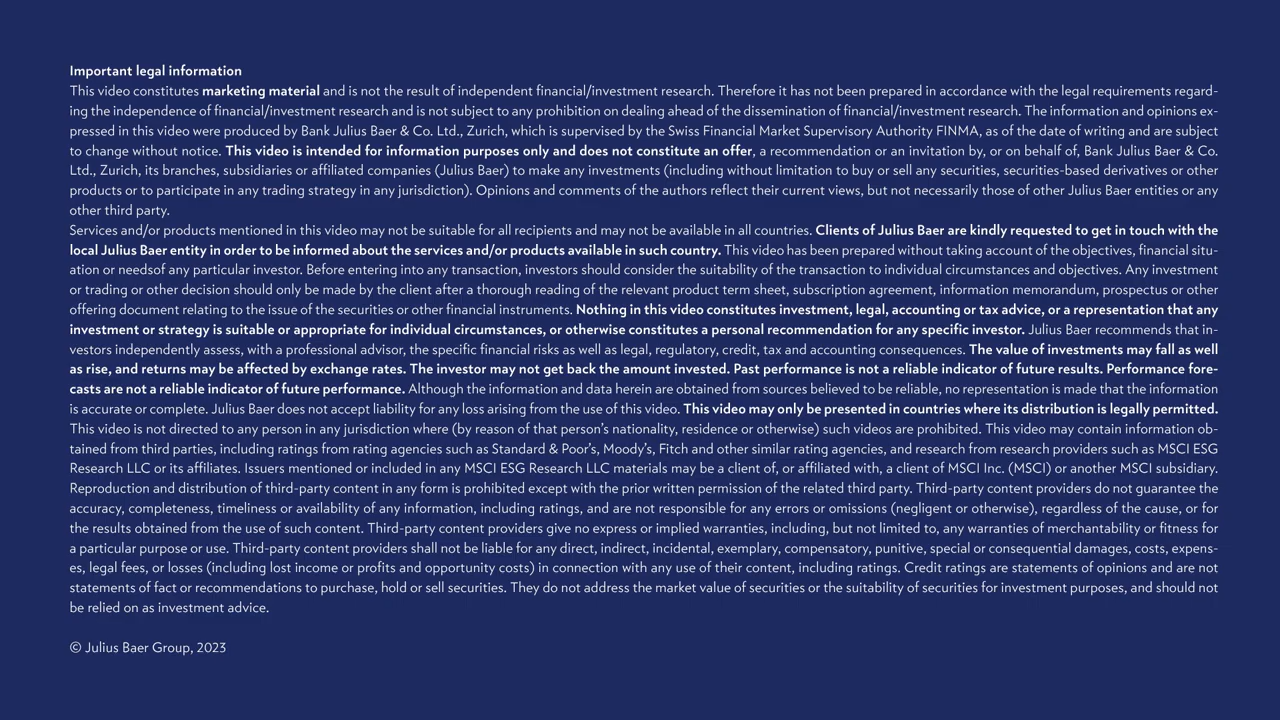 Important legal information
This video constitutes marketing material and is not the result of independent financial/investment research. Therefore it has not been prepared in accordance with the legal requirements regard-
ing the independence of financial/investment research and is not subject to any prohibition on dealing ahead of the dissemination of financial/investment research. The information and opinions ex-
pressed in this video were produced by Bank Julius Baer & Co. Ltd., Zurich, which is supervised by the Swiss Financial Market Supervisory Authority FINMA, as of the date of writing and are subject
to change without notice. This video is intended for information purposes only and does not constitute an offer, a recommendation or an invitation by, or on behalf of, Bank Julius Baer & Co.
Ltd., Zurich, its branches, subsidiaries or affiliated companies (Julius Baer) to make any investments (including without limitation to buy or sell any securities, securities-based derivatives or other
products or to participate in any trading strategy in any jurisdiction). Opinions and comments of the authors reflect their current views, but not necessarily those of other Julius Baer entities or any
other third party.
Services and/or products mentioned in this video may not be suitable for all recipients and may not be available in all countries. Clients of Julius Baer are kindly requested to get in touch with the
local Julius Baer entity in order to be informed about the services and/or products available in such country. This video has been prepared without taking account of the objectives, financial situ-
ation or needsof any particular investor. Before entering into any transaction, investors should consider the suitability of the transaction to individual circumstances and objectives. Any investment
or trading or other decision should only be made by the client after a thorough reading of the relevant product term sheet, subscription agreement, information memorandum, prospectus or other
offering document relating to the issue of the securities or other financial instruments. Nothing in this video constitutes investment, legal, accounting or tax advice, or a representation that any
investment or strategy is suitable or appropriate for individual circumstances, or otherwise constitutes a personal recommendation for any specific investor. Julius Baer recommends that in-
vestors independently assess, with a professional advisor, the specific financial risks as well as legal, regulatory, credit, tax and accounting consequences. The value of investments may fall as well
as rise, and returns may be affected by exchange rates. The investor may not get back the amount invested. Past performance is not a reliable indicator of future results. Performance fore-
casts are not a reliable indicator of future performance. Although the information and data herein are obtained from sources believed to be reliable, no representation is made that the information
is accurate or complete. Julius Baer does not accept liability for any loss arising from the use of this video. This video may only be presented in countries where its distribution is legally permitted.
This video is not directed to any person in any jurisdiction where (by reason of that person's nationality, residence or otherwise) such videos are prohibited. This video may contain information ob-
tained from third parties, including ratings from rating agencies such as Standard & Poor's, Moody's, Fitch and other similar rating agencies, and research from research providers such as MSCI ESG
Research LLC or its affiliates. Issuers mentioned or included in any MSCI ESG Research LLC materials may be a client of, or affiliated with, a client of MSCI Inc. (MSCI) or another MSCI subsidiary.
Reproduction and distribution of third-party content in any form is prohibited except with the prior written permission of the related third party. Third-party content providers do not guarantee the
accuracy, completeness, timeliness or availability of any information, including ratings, and are not responsible for any errors or omissions (negligent or otherwise), regardless of the cause, or for
the results obtained from the use of such content. Third-party content providers give no express or implied warranties, including, but not limited to, any warranties of merchantability or fitness for
a particular purpose or use. Third-party content providers shall not be liable for any direct, indirect, incidental, exemplary, compensatory, punitive, special or consequential damages, costs, expens-
es, legal fees, or losses (including lost income or profits and opportunity costs) in connection with any use of their content, including ratings. Credit ratings are statements of opinions and are not
statements of fact or recommendations to purchase, hold or sell securities. They do not address the market value of securities or the suitability of securities for investment purposes, and should not
be relied on as investment advice.
© Julius Baer Group, 2023